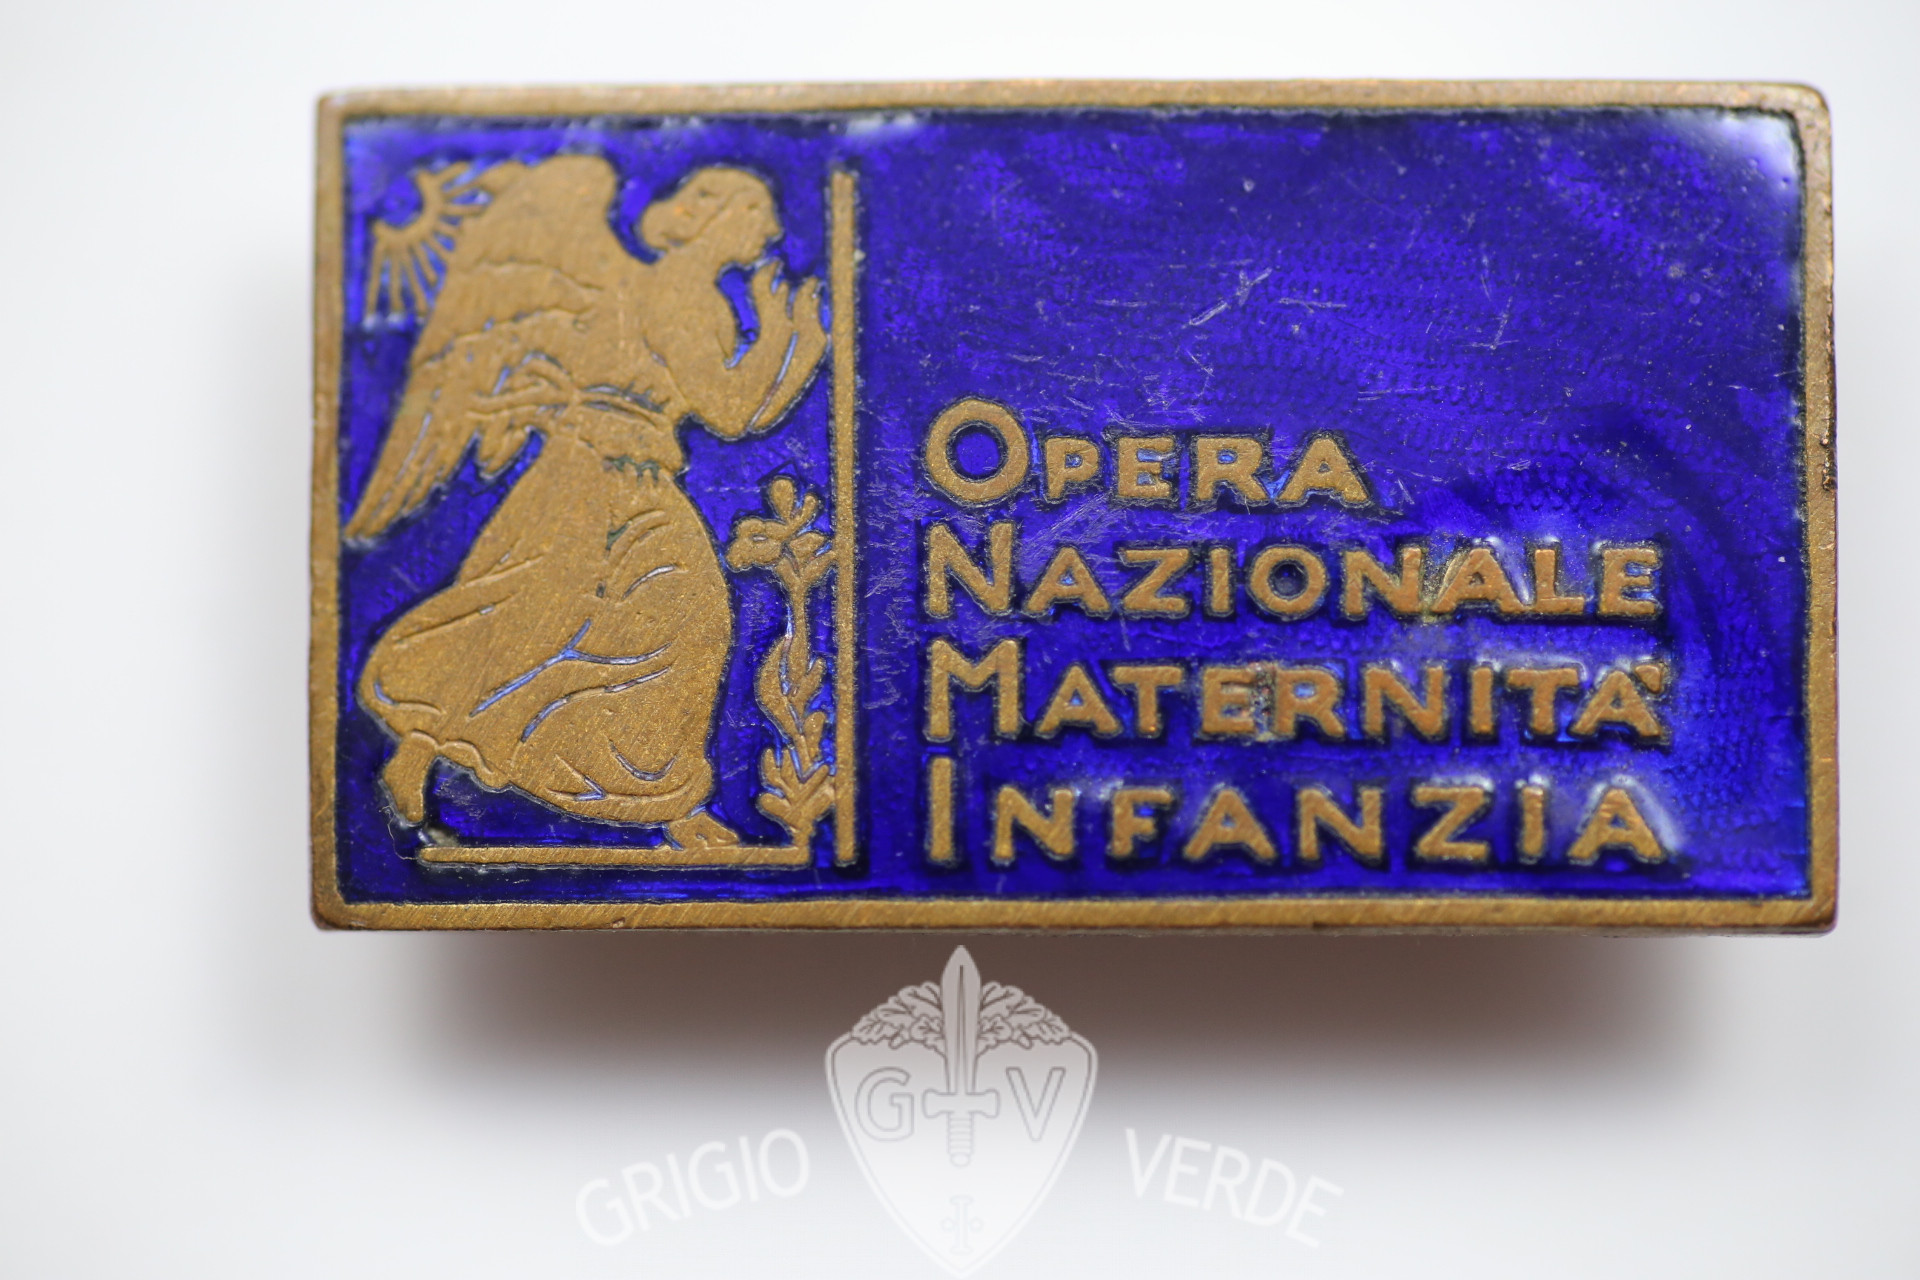 OPERA
NAZIONALE
MATERNITA'
INFANZIA
G V
GRIGIO VERDE